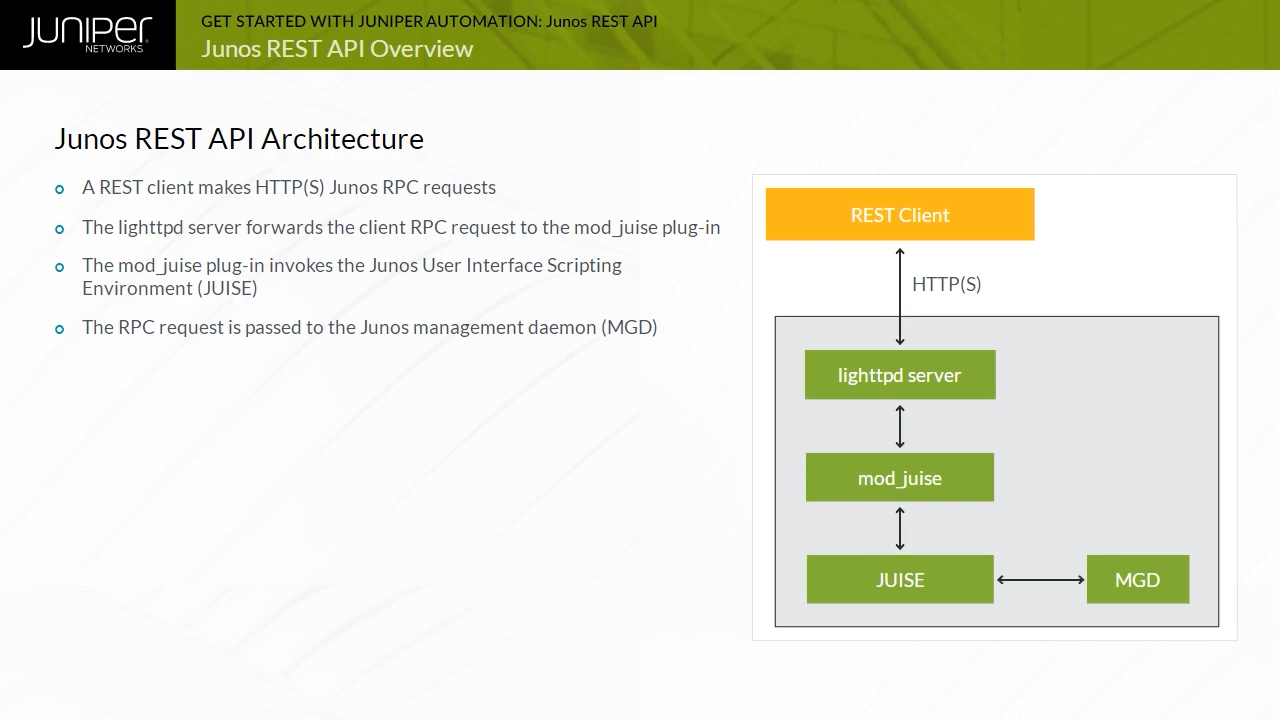 JUNIPER
NETWORKS
GET STARTED WITH JUNIPER AUTOMATION: Junos REST API
Junos REST API Overview
Junos REST API Architecture
A REST client makes HTTP(S) Junos RPC requests
The lighttpd server forwards the client RPC request to the mod_juise plug-in
The mod_juise plug-in invokes the Junos User Interface Scripting
Environment (JUISE)
The RPC request is passed to the Junos management daemon (MGD)
REST Client
HTTP(S)
lighttpd server
mod_juise
JUISE
MGD